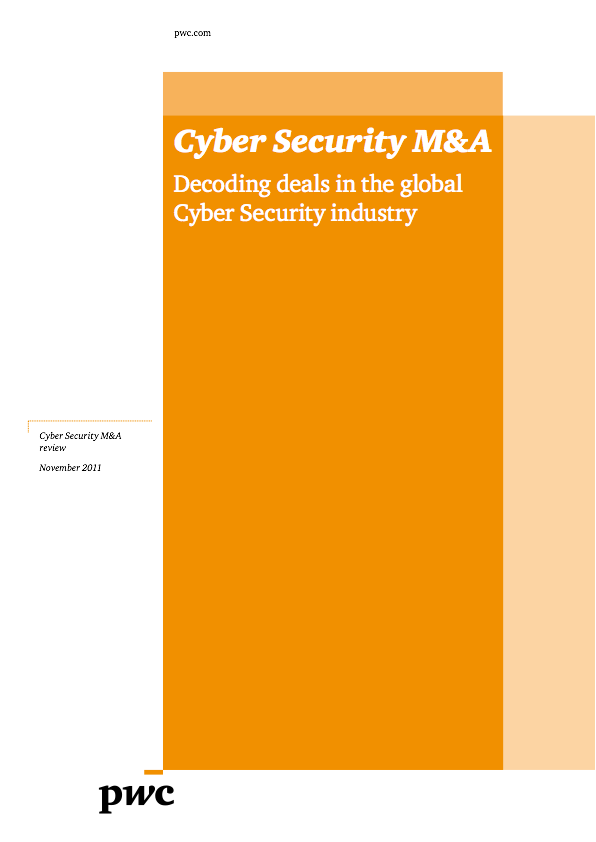 pwc.com
Cyber Security M&A
Decoding deals in the global
Cyber Security industry
Cyber Security M&A
review
November 2011
pwc